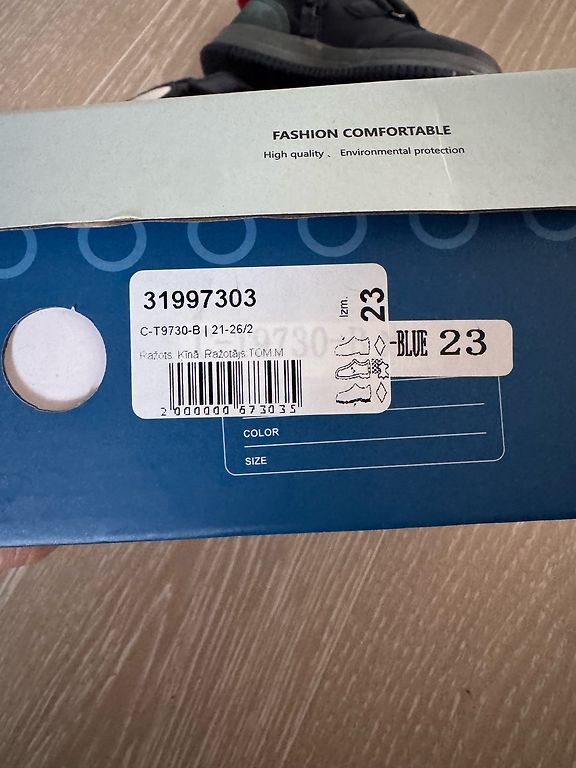 FASHION COMFORTABLE
High quality 、 Environmental protection
31997303
Izm. 23
C-T9730-B | 21-26/2
Ražots. Ķīnā. Ražotājs.TOM.M
-BLUE 23
2 000000 673035
COLOR
SIZE